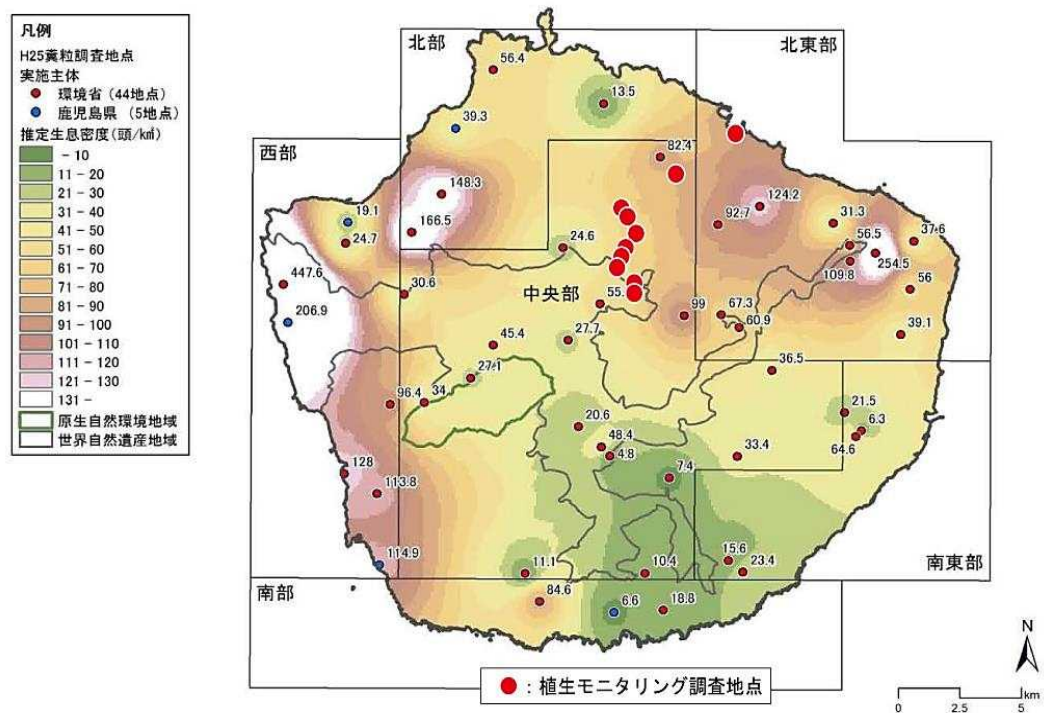 凡例
H25糞粒調査地点
実施主体
環境省 (44地点)
鹿児島県 (5地点)
推定生息密度(頭/k㎡)
- 10
11 - 20
21 - 30
31 - 40
41 - 50
51 - 60
61 - 70
71 - 80
81 - 90
91 - 100
101 - 110
111 - 120
121 - 130
131 -
原生自然環境地域
世界自然遺産地域
北部
北東部
56.4
13.5
39.3
82.4
西部
148.3
124.2
19.1
166.5
92.7
31.3
24.7
24.6
56.5
37.6
109.8
254.5
447.6
30.6
中央部
55.
56
206.9
99
67.3
60.9
45.4
27.7
39.1
27.1
36.5
96.4
34
21.5
20.6
6.3
48.4
64.6
4.8
33.4
128
7.4
113.8
114.9
11.1
10.4
15.6
23.4
南東部
南部
84.6
6.6
18.8
N
●：植生モニタリング調査地点
0 2.5 5 km